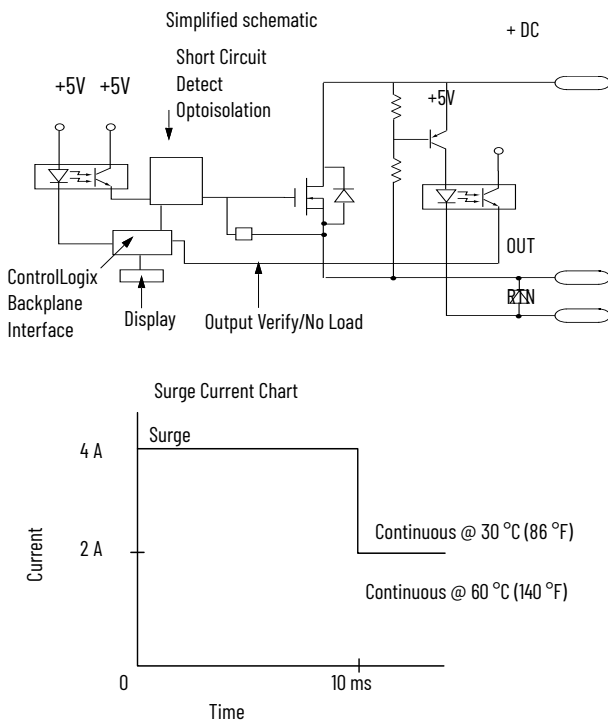 Simplified schematic
+ DC
Short Circuit
Detect
Optoisolation
+5V +5V
+5V
OUT
RTN
ControlLogix
Backplane
Interface
Display
Output Verify/No Load
Surge Current Chart
Surge
4 A
Continuous @ 30 °C (86 °F)
2 A
Current
Continuous @ 60 °C (140 °F)
0
10 ms
Time